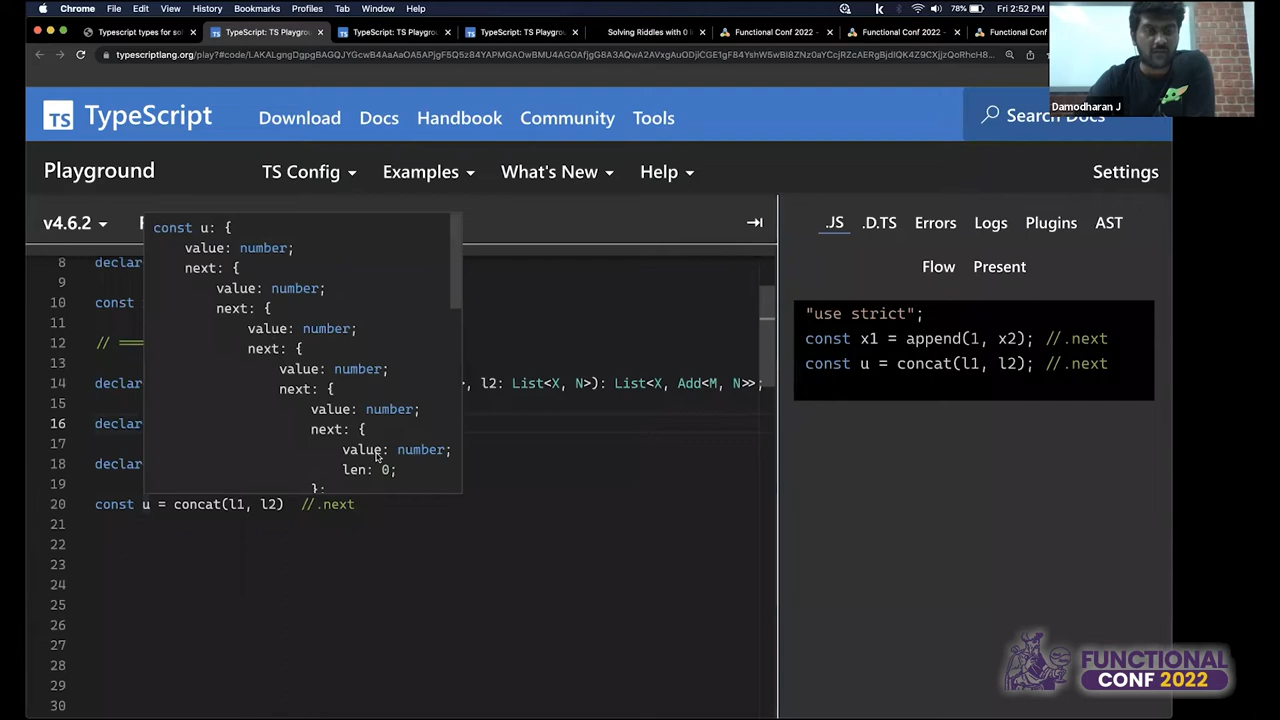 Chrome File Edit View History Bookmarks Profiles Tab Window Help 78% Fri 2:52 PM
Typescript types for sol TypeScript: TS Playgrou TypeScript: TS Playgrou TypeScript: TS Playgrou Solving Riddles with 0 l Functional Conf 2022 - Functional Conf 2022 - Functional Conf
Damodharan J
TS TypeScript Download Docs Handbook Community Tools Search Docs
Playground TS Config Examples What's New Help Settings
v4.6.2
.JS .D.TS Errors Logs Plugins AST
Flow Present
const u: {
value: number;
next: {
value: number;
next: {
value: number;
next: {
value: number;
next: {
value: number;
next: {
value: number;
len: 0;
};
8 declar
9
10 const
11
12 // ══
13
14 declar >, l2: List<X, N>): List<X, Add<M, N>>;
16 declar
17
18 declar
19
20 const u = concat(l1, l2) //.next
21
22
23
24
25
26
27
28
29
30
"use strict";
const x1 = append(1, x2); //.next
const u = concat(l1, l2); //.next
FUNCTIONAL
CONF 2022